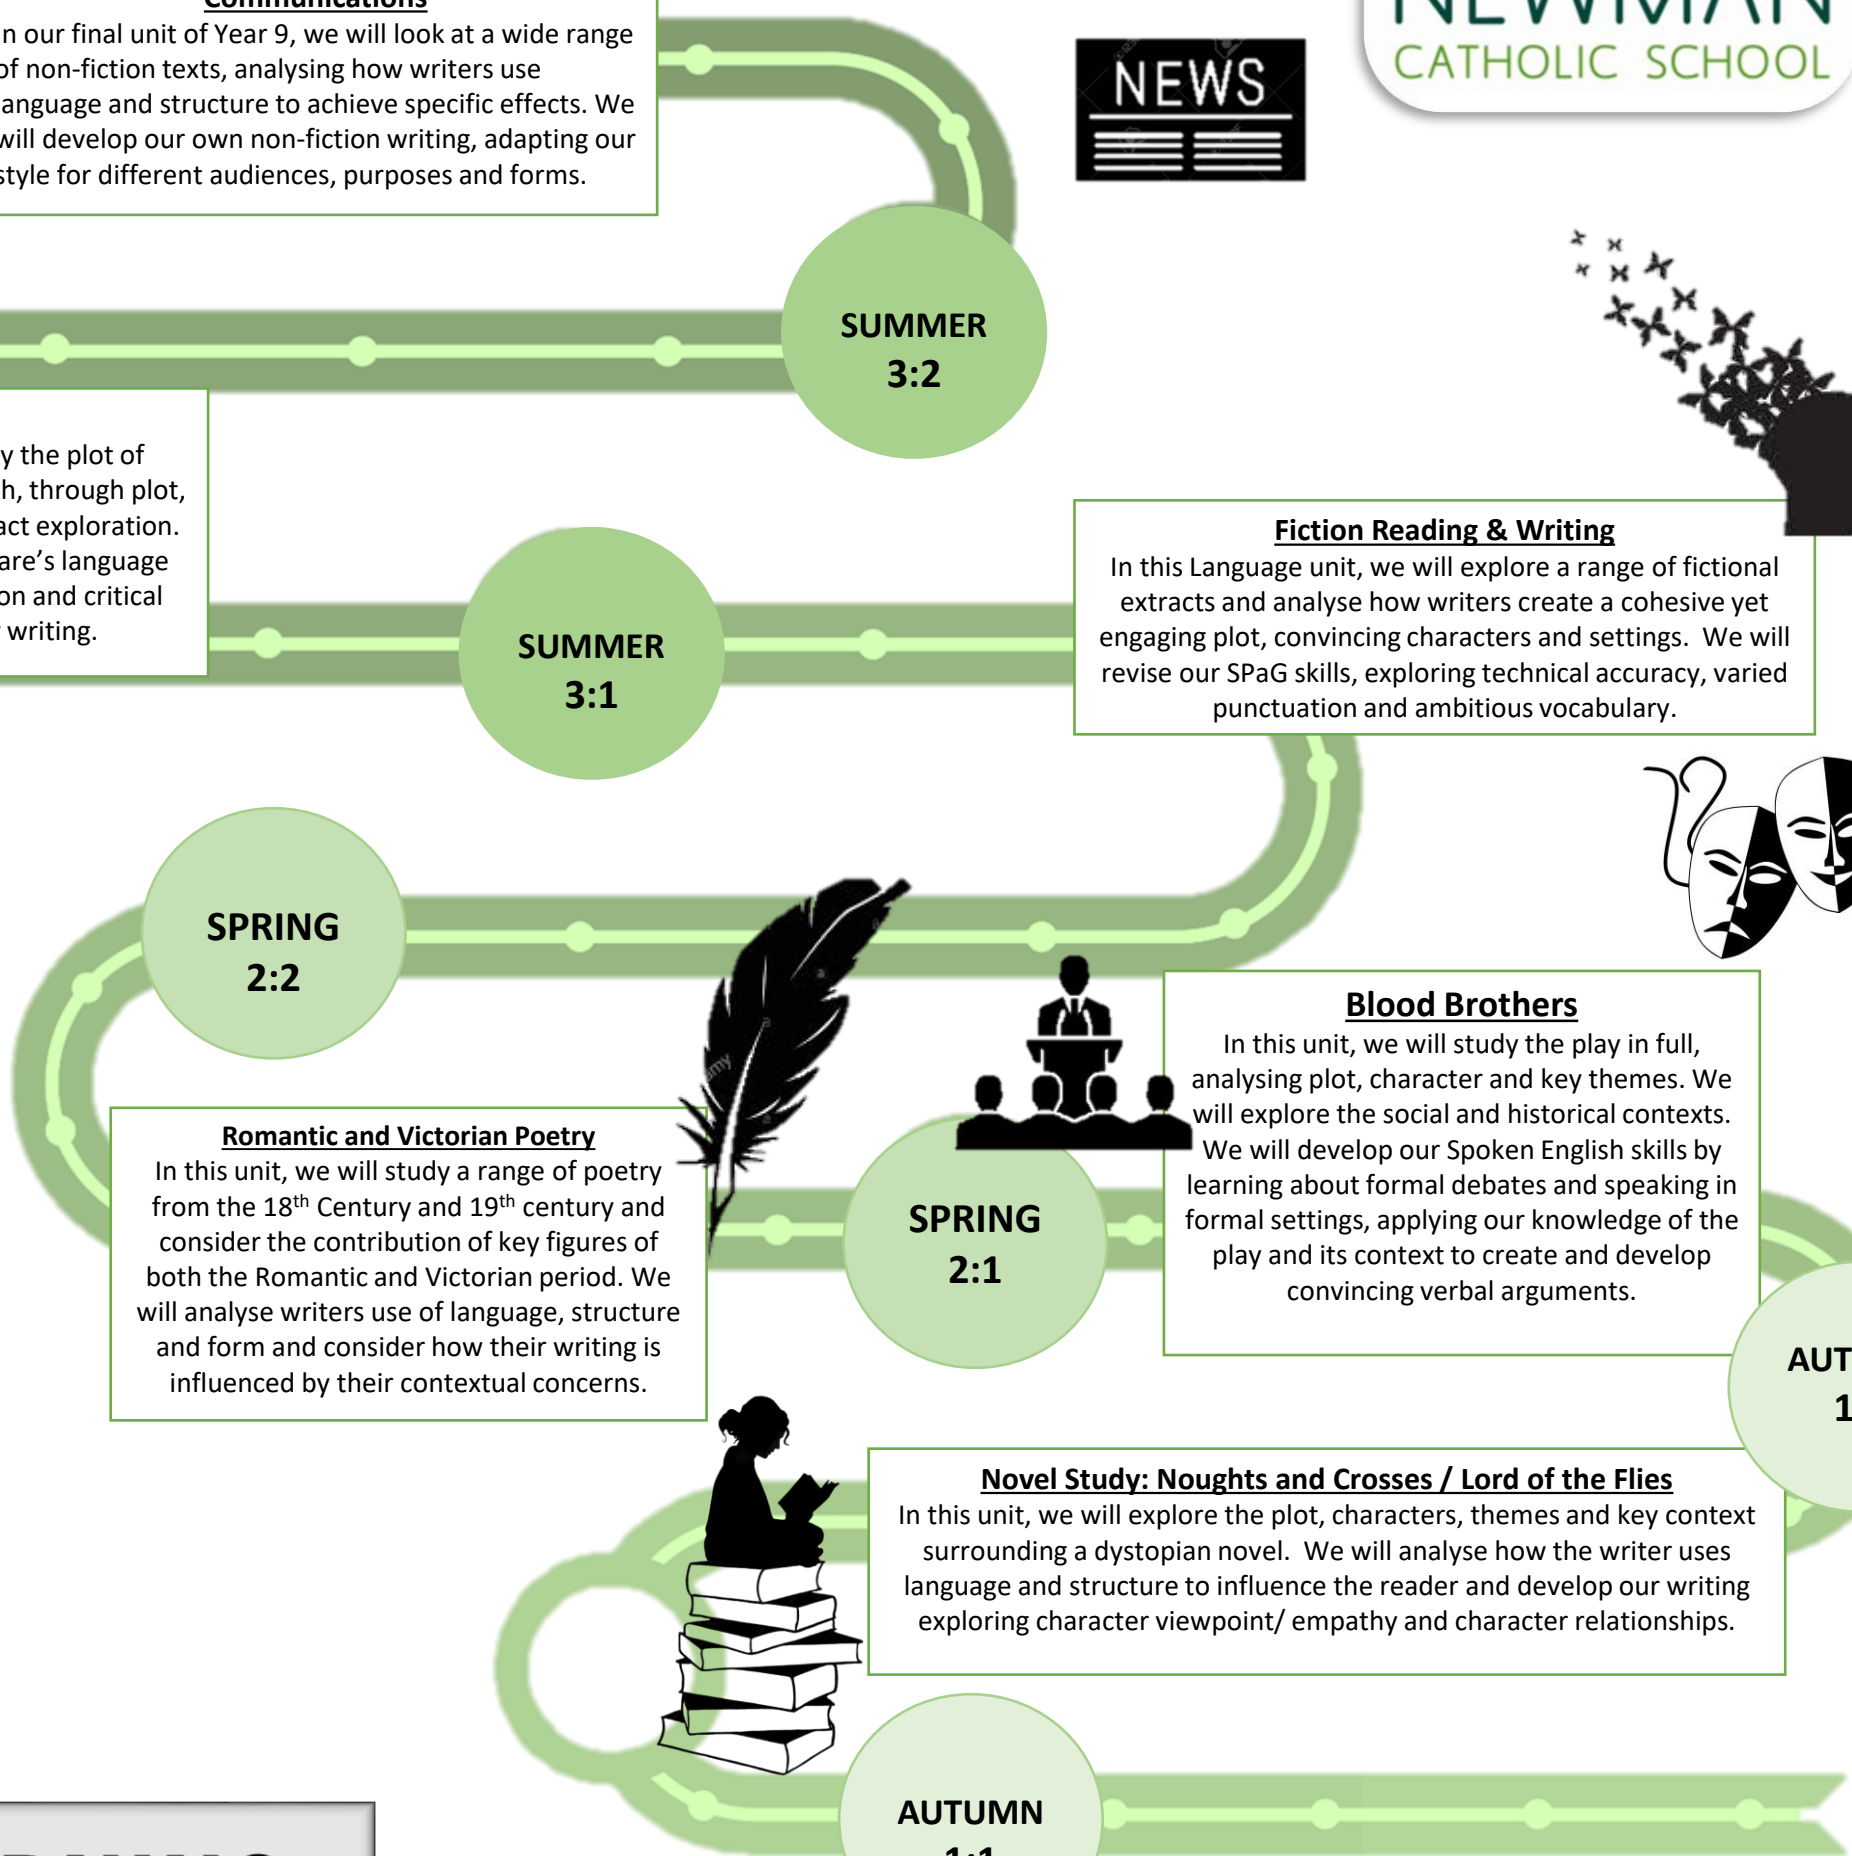 Communications
n our final unit of Year 9, we will look at a wide range
of non-fiction texts, analysing how writers use
language and structure to achieve specific effects. We
will develop our own non-fiction writing, adapting our
style for different audiences, purposes and forms.
NEWS
NEWMAN
CATHOLIC SCHOOL
SUMMER
3:2
y the plot of
h, through plot,
act exploration.
are's language
on and critical
writing.
SUMMER
3:1
Fiction Reading & Writing
In this Language unit, we will explore a range of fictional
extracts and analyse how writers create a cohesive yet
engaging plot, convincing characters and settings. We will
revise our SPaG skills, exploring technical accuracy, varied
punctuation and ambitious vocabulary.
SPRING
2:2
Blood Brothers
In this unit, we will study the play in full,
analysing plot, character and key themes. We
will explore the social and historical contexts.
We will develop our Spoken English skills by
learning about formal debates and speaking in
formal settings, applying our knowledge of the
play and its context to create and develop
convincing verbal arguments.
Romantic and Victorian Poetry
In this unit, we will study a range of poetry
from the 18th Century and 19th century and
consider the contribution of key figures of
both the Romantic and Victorian period. We
will analyse writers use of language, structure
and form and consider how their writing is
influenced by their contextual concerns.
SPRING
2:1
AUT
1
Novel Study: Noughts and Crosses / Lord of the Flies
In this unit, we will explore the plot, characters, themes and key context
surrounding a dystopian novel. We will analyse how the writer uses
language and structure to influence the reader and develop our writing
exploring character viewpoint/ empathy and character relationships.
AUTUMN
1:1